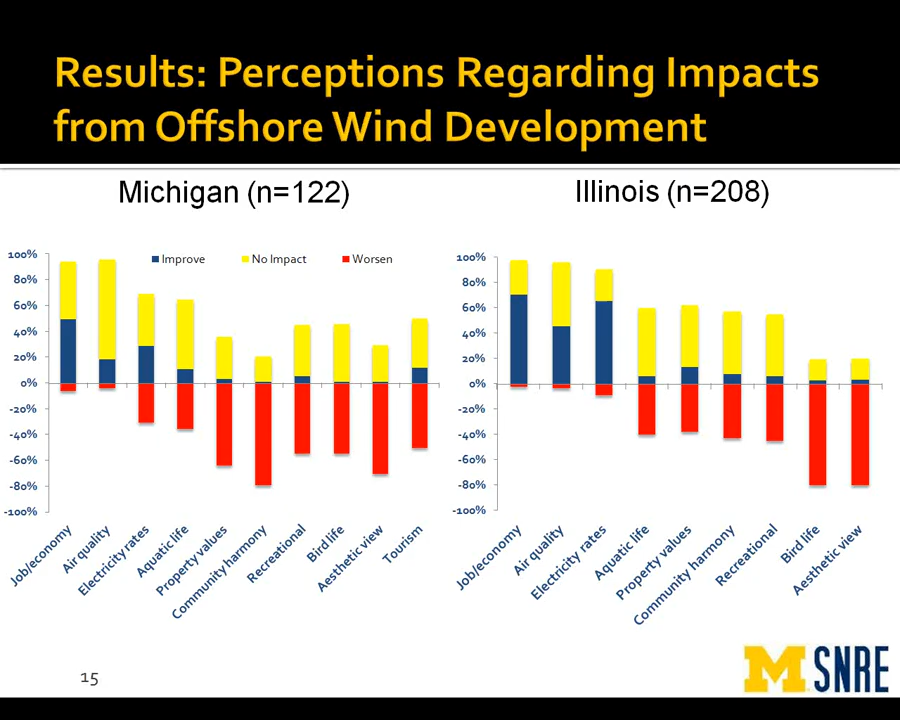 Results: Perceptions Regarding Impacts
from Offshore Wind Development
Michigan (n=122)
Illinois (n=208)
Improve
No Impact
Worsen
100%
80%
60%
40%
20%
0%
-20%
-40%
-60%
-80%
-100%
Job/economy
Air quality
Electricity rates
Aquatic life
Property values
Community harmony
Recreational
Bird life
Aesthetic view
Tourism
100%
80%
60%
40%
20%
0%
-20%
-40%
-60%
-80%
-100%
Job/economy
Air quality
Electricity rates
Aquatic life
Property values
Community harmony
Recreational
Bird life
Aesthetic view
15
M SNRE